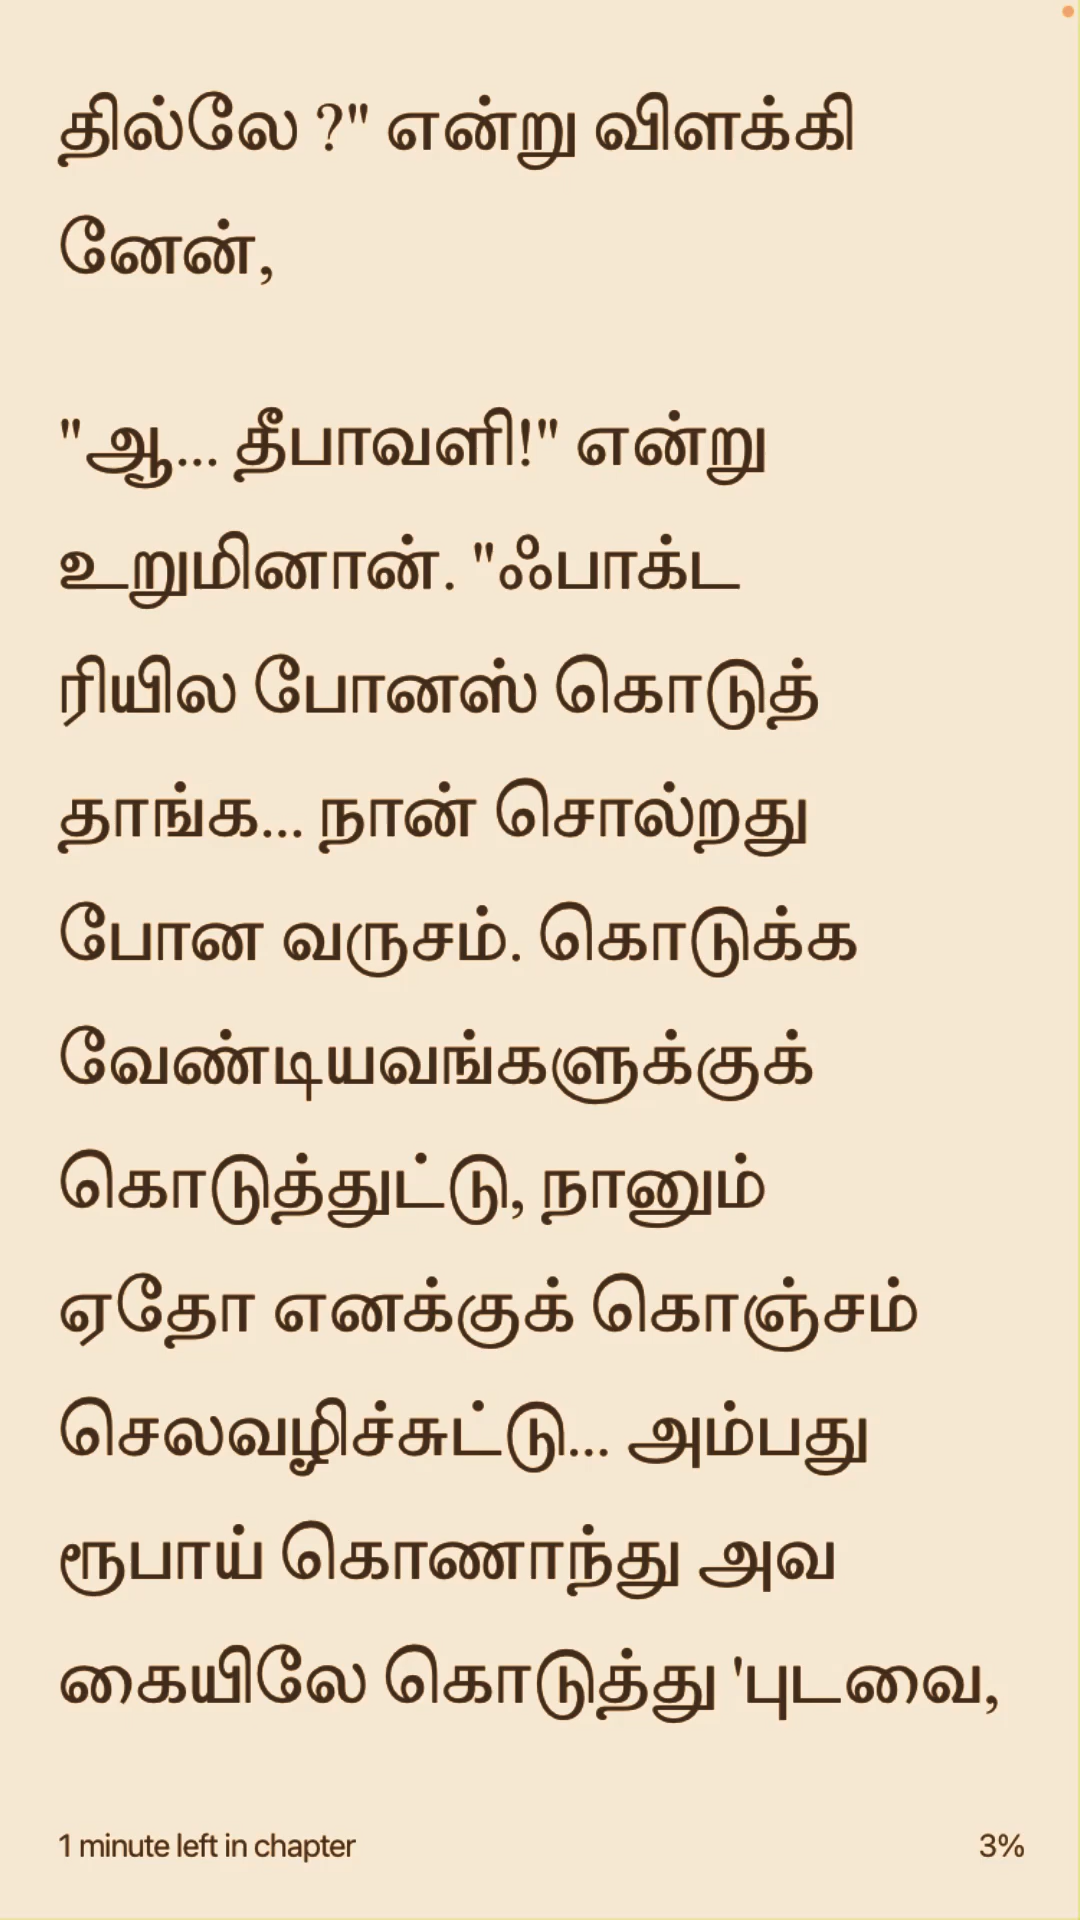 தில்லே ?" என்று விளக்கி
னேன்,
"ஆ... தீபாவளி!" என்று
உறுமினான். "ஃபாக்ட
ரியில போனஸ் கொடுத்
தாங்க... நான் சொல்றது
போன வருசம். கொடுக்க
வேண்டியவங்களுக்குக்
கொடுத்துட்டு, நானும்
ஏதோ எனக்குக் கொஞ்சம்
செலவழிச்சுட்டு... அம்பது
ரூபாய் கொணாந்து அவ
கையிலே கொடுத்து 'புடவை,
1 minute left in chapter
3%